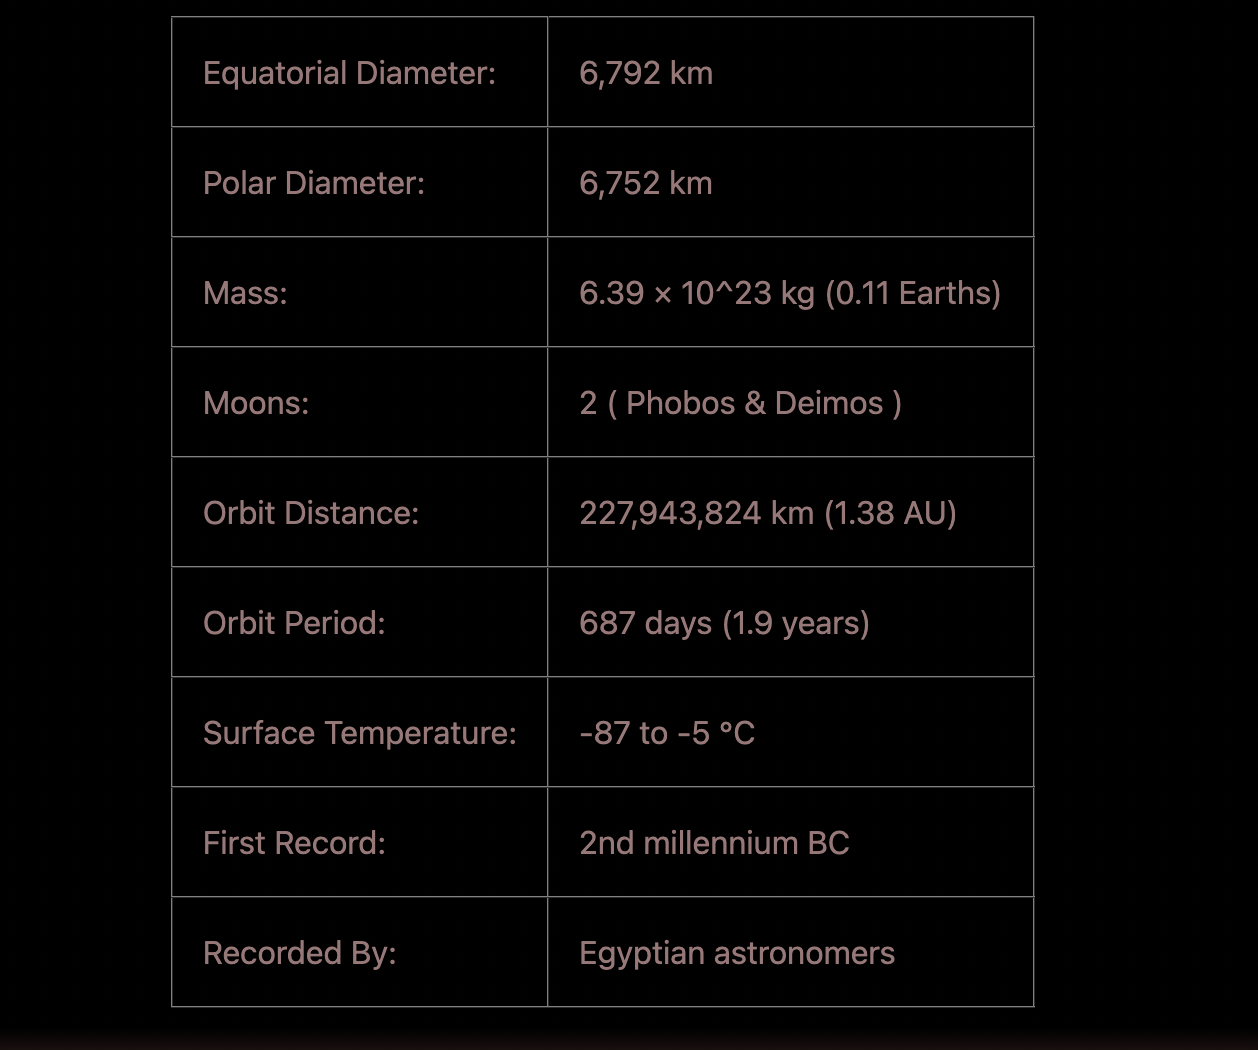 Equatorial Diameter: 6,792 km
Polar Diameter: 6,752 km
Mass: 6.39 × 10^23 kg (0.11 Earths)
Moons: 2 ( Phobos & Deimos )
Orbit Distance: 227,943,824 km (1.38 AU)
Orbit Period: 687 days (1.9 years)
Surface Temperature: -87 to -5 °C
First Record: 2nd millennium BC
Recorded By: Egyptian astronomers